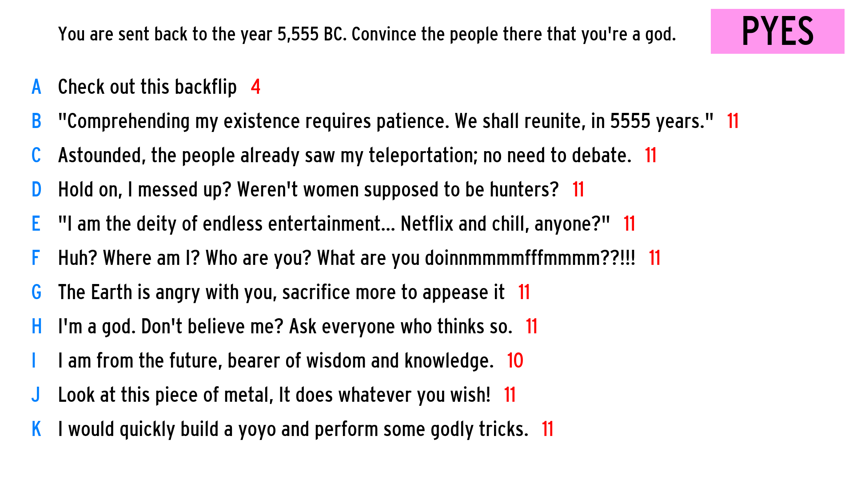 You are sent back to the year 5,555 BC. Convince the people there that you're a god.
PYES
A Check out this backflip 4
B "Comprehending my existence requires patience. We shall reunite, in 5555 years." 11
C Astounded, the people already saw my teleportation; no need to debate. 11
D Hold on, I messed up? Weren't women supposed to be hunters? 11
E "I am the deity of endless entertainment... Netflix and chill, anyone?" 11
F Huh? Where am I? Who are you? What are you doinnmmmmfffmmmm??!!! 11
G The Earth is angry with you, sacrifice more to appease it 11
H I'm a god. Don't believe me? Ask everyone who thinks so. 11
I I am from the future, bearer of wisdom and knowledge. 10
J Look at this piece of metal, It does whatever you wish! 11
K I would quickly build a yoyo and perform some godly tricks. 11